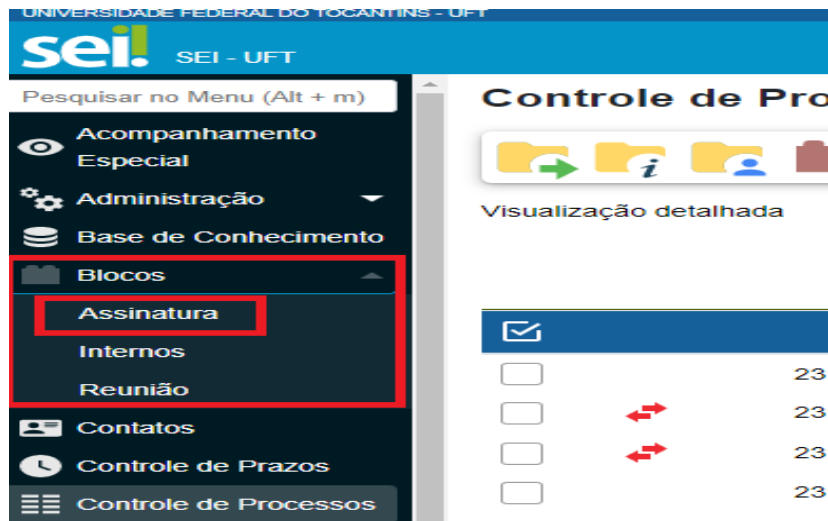 UNIVERSIDADE FEDERAL DO TOCANTINS - UFT
sei!
SEI - UFT
Pesquisar no Menu (Alt + m)
Acompanhamento
Especial
Administração
Base de Conhecimento
Blocos
Assinatura
Internos
Reunião
Contatos
Controle de Prazos
Controle de Processos
Controle de Pro
Visualização detalhada
23
23
23
23